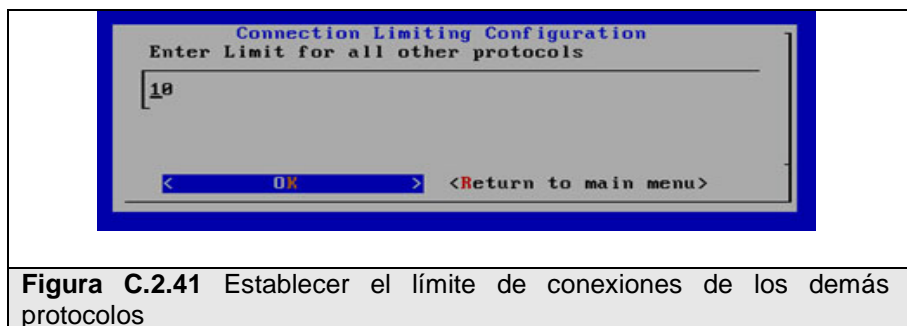 Connection Limiting Configuration
Enter Limit for all other protocols
10
< OK > <Return to main menu>
Figura C.2.41 Establecer el límite de conexiones de los demás
protocolos